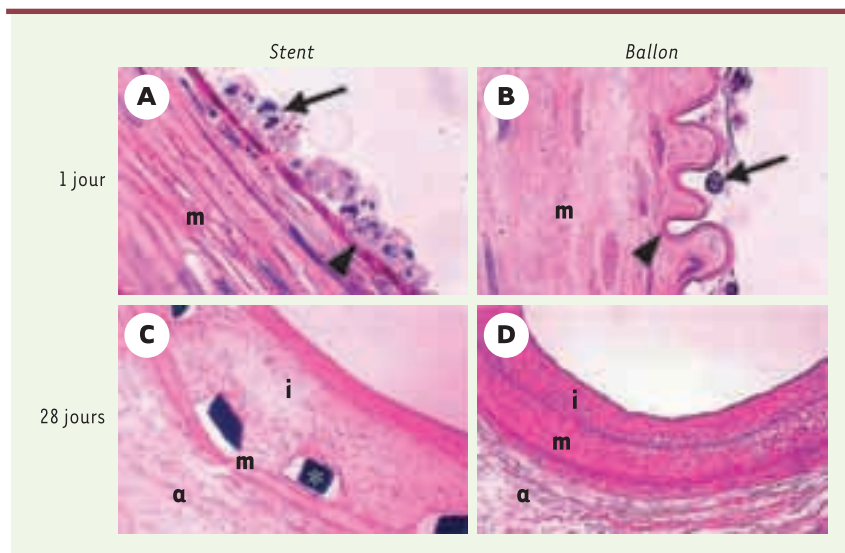 Stent Ballon
A B
1 jour
m m
C D
i i
28 jours
m m
α α